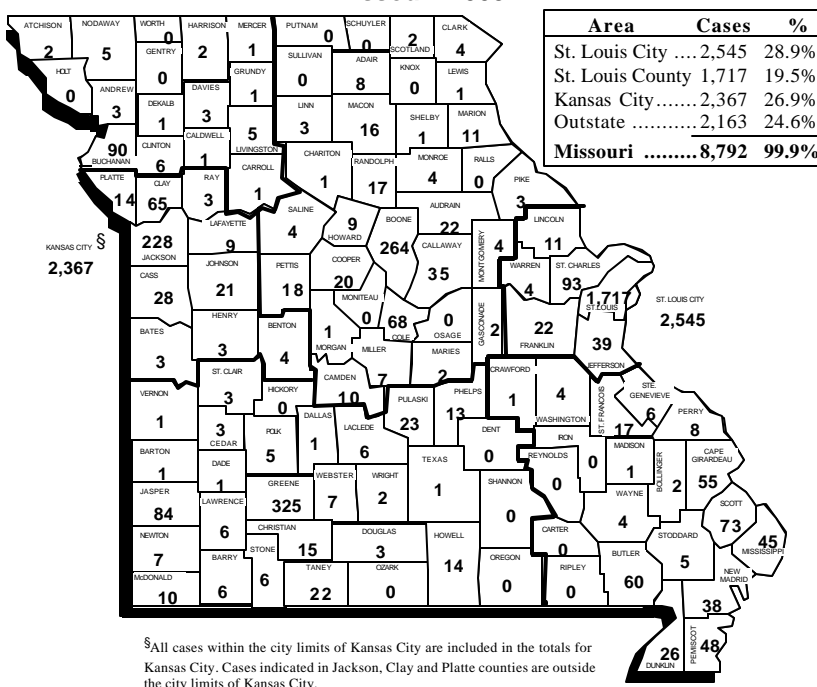 Area Cases % 
St. Louis City .... 2,545 28.9%
St. Louis County 1,717 19.5%
Kansas City....... 2,367 26.9%
Outstate ........... 2,163 24.6%
Missouri ......... 8,792 99.9%
ATCHISON
2
NODAWAY
5
WORTH
0
HARRISON
2
MERCER
1
PUTNAM
0
SCHUYLER
0
SCOTLAND
2
CLARK
4
HOLT
0
GENTRY
0
SULLIVAN
0
ADAIR
8
KNOX
0
LEWIS
1
ANDREW
3
DEKALB
1
DAVIES
3
GRUNDY
1
LINN
3
MACON
16
SHELBY
1
MARION
11
90
BUCHANAN
CLINTON
6
CALDWELL
1
5
LIVINGSTON
CHARITON
1
RANDOLPH
17
MONROE
4
RALLS
0
PIKE
3
PLATTE
14
CLAY
65
RAY
3
CARROLL
1
SALINE
4
9
HOWARD
BOONE
264
AUDRAIN
22
MONTGOMERY
4
LINCOLN
11
KANSAS CITY §
2,367
228
JACKSON
LAFAYETTE
9
COOPER
20
CALLAWAY
35
WARREN
4
ST. CHARLES
93
1,717
ST.LOUIS
ST. LOUIS CITY
2,545
CASS
28
JOHNSON
21
PETTIS
18
MONITEAU
0
68
COLE
0
OSAGE
GASCONADE
2
22
FRANKLIN
39
JEFFERSON
BATES
3
HENRY
3
BENTON
4
1
MORGAN
MILLER
7
MARIES
2
CRAWFORD
1
4
WASHINGTON
ST. FRANCOIS
17
STE.
GENEVIEVE
6
PERRY
8
VERNON
1
ST. CLAIR
3
HICKORY
0
CAMDEN
10
PULASKI
23
PHELPS
13
DENT
0
IRON
0
MADISON
1
BOLLINGER
2
CAPE
GIRARDEAU
55
BARTON
1
3
CEDAR
POLK
5
DALLAS
1
LACLEDE
6
TEXAS
1
REYNOLDS
0
WAYNE
4
SCOTT
73
45
MISSISSIPPI
JASPER
84
DADE
1
GREENE
325
WEBSTER
7
WRIGHT
2
SHANNON
0
CARTER
0
STODDARD
5
NEW
MADRID
38
NEWTON
7
LAWRENCE
6
CHRISTIAN
15
DOUGLAS
3
HOWELL
14
OREGON
0
RIPLEY
0
BUTLER
60
McDONALD
10
BARRY
6
STONE
6
TANEY
22
OZARK
0
26
DUNKLIN
PEMISCOT
48
§All cases within the city limits of Kansas City are included in the totals for
Kansas City. Cases indicated in Jackson, Clay and Platte counties are outside
the city limits of Kansas City.